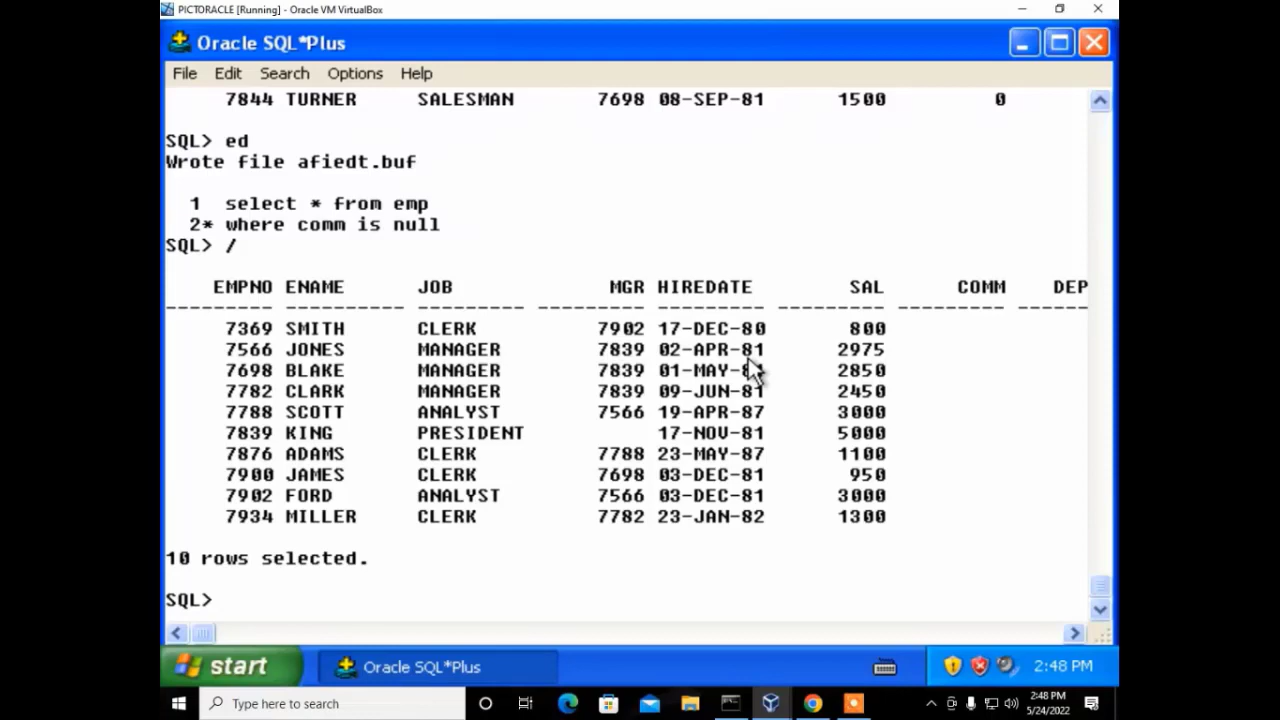 PICTORACLE [Running] - Oracle VM VirtualBox
Oracle SQL*Plus
File Edit Search Options Help
7844 TURNER SALESMAN 7698 08-SEP-81 1500 0
SQL> ed
Wrote file afiedt.buf
1 select * from emp
2* where comm is null
SQL> /
EMPNO ENAME JOB MGR HIREDATE SAL COMM DEP
---------- ---------- --------- ---------- --------- ---------- ---------- ------
7369 SMITH CLERK 7902 17-DEC-80 800
7566 JONES MANAGER 7839 02-APR-81 2975
7698 BLAKE MANAGER 7839 01-MAY-81 2850
7782 CLARK MANAGER 7839 09-JUN-81 2450
7788 SCOTT ANALYST 7566 19-APR-87 3000
7839 KING PRESIDENT 17-NOV-81 5000
7876 ADAMS CLERK 7788 23-MAY-87 1100
7900 JAMES CLERK 7698 03-DEC-81 950
7902 FORD ANALYST 7566 03-DEC-81 3000
7934 MILLER CLERK 7782 23-JAN-82 1300
10 rows selected.
SQL>
start Oracle SQL*Plus 2:48 PM
Type here to search
2:48 PM
5/24/2022